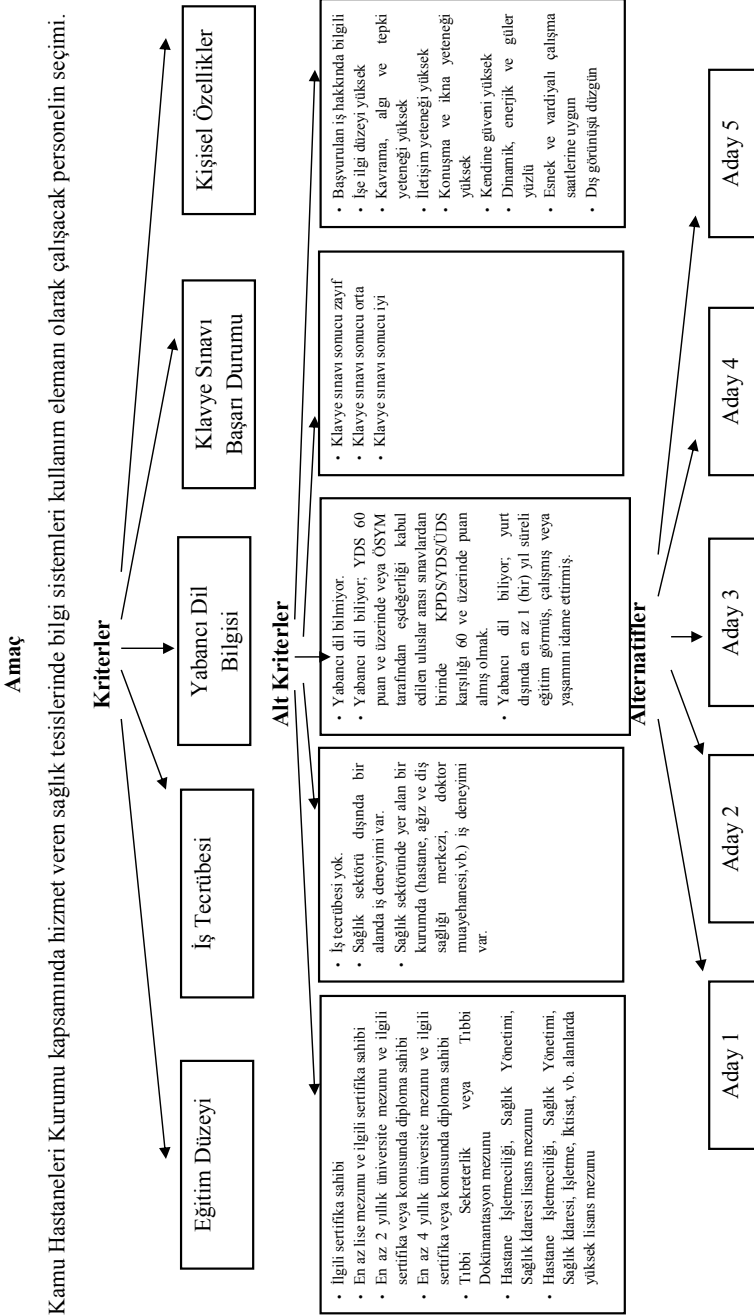 Amaç
Kamu Hastaneleri Kurumu kapsamında hizmet veren sağlık tesislerinde bilgi sistemleri kullanım elemanı olarak çalışacak personelin seçimi.
Kriterler
Eğitim Düzeyi
İş Tecrübesi
Yabancı Dil
Bilgisi
Klavye Sınavı
Başarı Durumu
Kişisel Özellikler
Alt Kriterler
• İlgili sertifika sahibi
• En az lise mezunu ve ilgili sertifika sahibi
• En az 2 yıllık üniversite mezunu ve ilgili
sertifika veya konusunda diploma sahibi
• En az 4 yıllık üniversite mezunu ve ilgili
sertifika veya konusunda diploma sahibi
• Tıbbi Sekreterlik veya Tıbbi
Dokümantasyon mezunu
• Hastane İşletmeciliği, Sağlık Yönetimi,
Sağlık İdaresi lisans mezunu
• Hastane İşletmeciliği, Sağlık Yönetimi,
Sağlık İdaresi, İşletme, İktisat, vb. alanlarda
yüksek lisans mezunu
• İş tecrübesi yok.
• Sağlık sektörü dışında bir
alanda iş deneyimi var.
• Sağlık sektöründe yer alan bir
kurumda (hastane, ağız ve diş
sağlığı merkezi, doktor
muayehanesi,vb.) iş deneyimi
var.
• Yabancı dil bilmiyor.
• Yabancı dil biliyor; YDS 60
puan ve üzerinde veya ÖSYM
tarafından eşdeğerliği kabul
edilen uluslar arası sınavlardan
birinde KPDS/YDS/ÜDS
karşılığı 60 ve üzerinde puan
almış olmak.
• Yabancı dil biliyor; yurt
dışında en az 1 (bir) yıl süreli
eğitim görmüş, çalışmış veya
yaşamını idame ettirmiş.
• Klavye sınavı sonucu zayıf
• Klavye sınavı sonucu orta
• Klavye sınavı sonucu iyi
• Başvurulan iş hakkında bilgili
• İşe ilgi düzeyi yüksek
• Kavrama, algı ve tepki
yeteneği yüksek
• İletişim yeteneği yüksek
• Konuşma ve ikna yeteneği
yüksek
• Kendine güveni yüksek
• Dinamik, enerjik ve güler
yüzlü
• Esnek ve vardiyalı çalışma
saatlerine uygun
• Dış görünüşü düzgün
Alternatifler
Aday 1
Aday 2
Aday 3
Aday 4
Aday 5